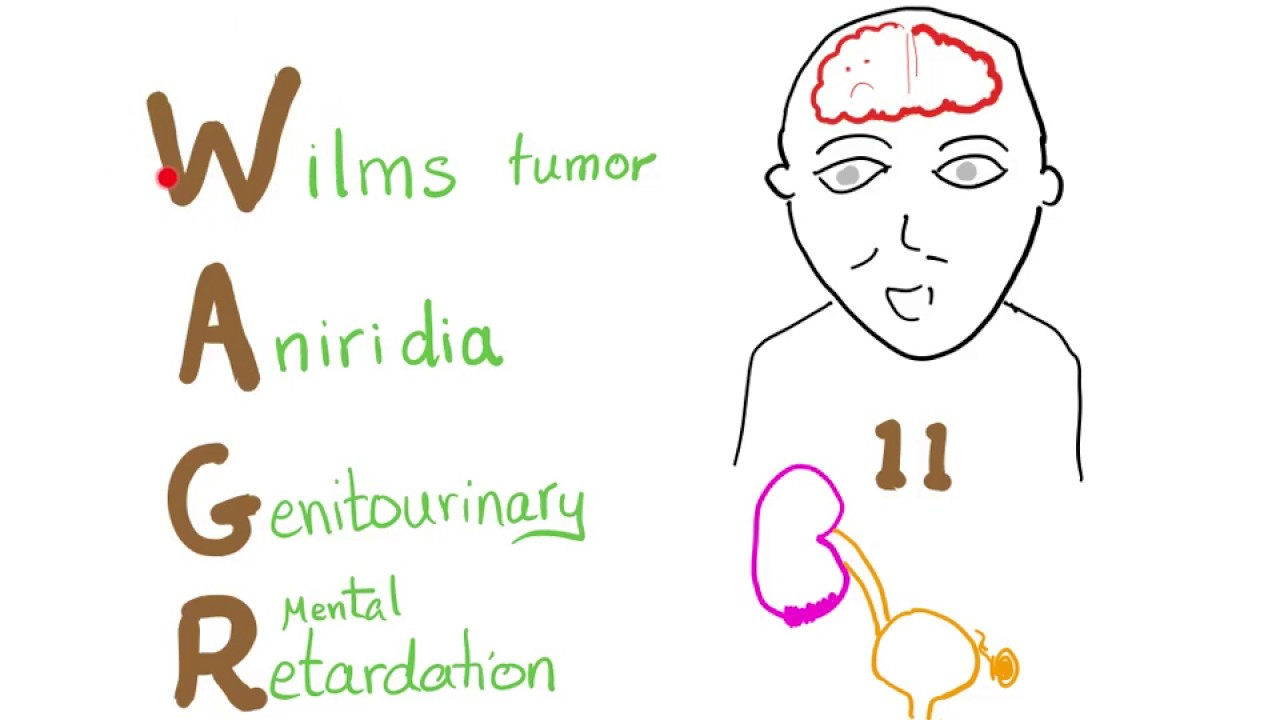 Wilms tumor
Aniridia
11
Genitourinary
Mental
Retardation